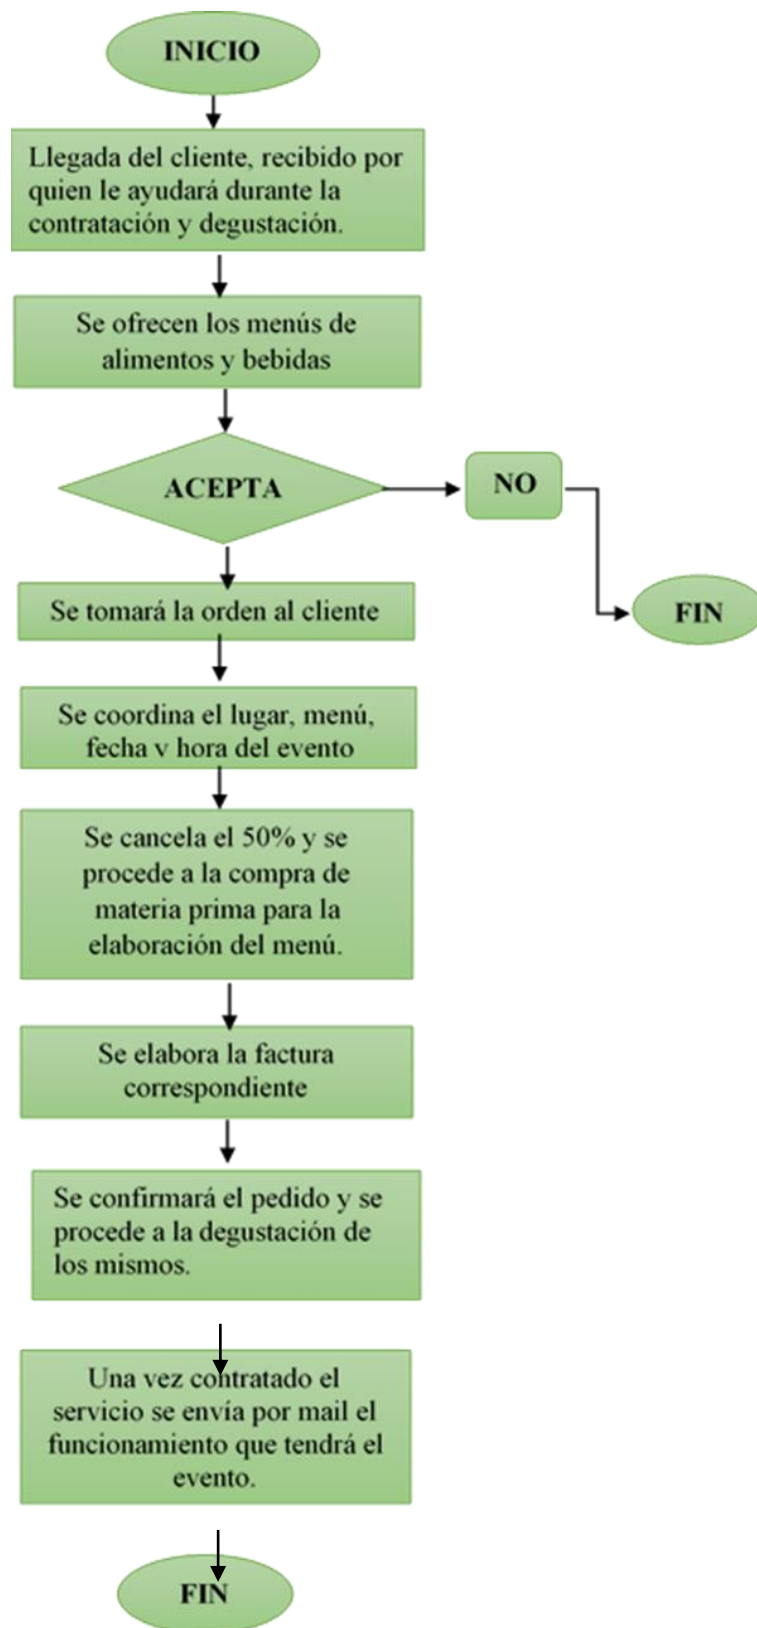 INICIO
Llegada del cliente, recibido por
quien le ayudará durante la
contratación y degustación.
Se ofrecen los menús de
alimentos y bebidas
ACEPTA
NO
FIN
Se tomará la orden al cliente
Se coordina el lugar, menú,
fecha y hora del evento
Se cancela el 50% y se
procede a la compra de
materia prima para la
elaboración del menú.
Se elabora la factura
correspondiente
Se confirmará el pedido y se
procede a la degustación de
los mismos.
Una vez contratado el
servicio se envía por mail el
funcionamiento que tendrá el
evento.
FIN